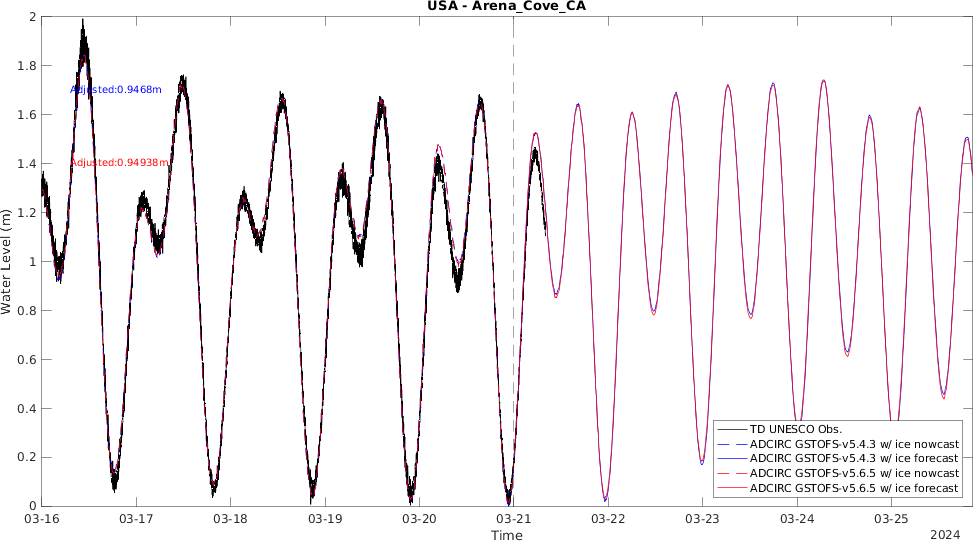 USA - Arena_Cove_CA
2
1.8
1.6
1.4
1.2
1
0.8
0.6
0.4
0.2
0
Water Level (m)
Adjusted:0.9468m
Adjusted:0.94938m
TD UNESCO Obs.
ADCIRC GSTOFS-v5.4.3 w/ ice nowcast
ADCIRC GSTOFS-v5.4.3 w/ ice forecast
ADCIRC GSTOFS-v5.6.5 w/ ice nowcast
ADCIRC GSTOFS-v5.6.5 w/ ice forecast
03-16 03-17 03-18 03-19 03-20 03-21 03-22 03-23 03-24 03-25
Time
2024